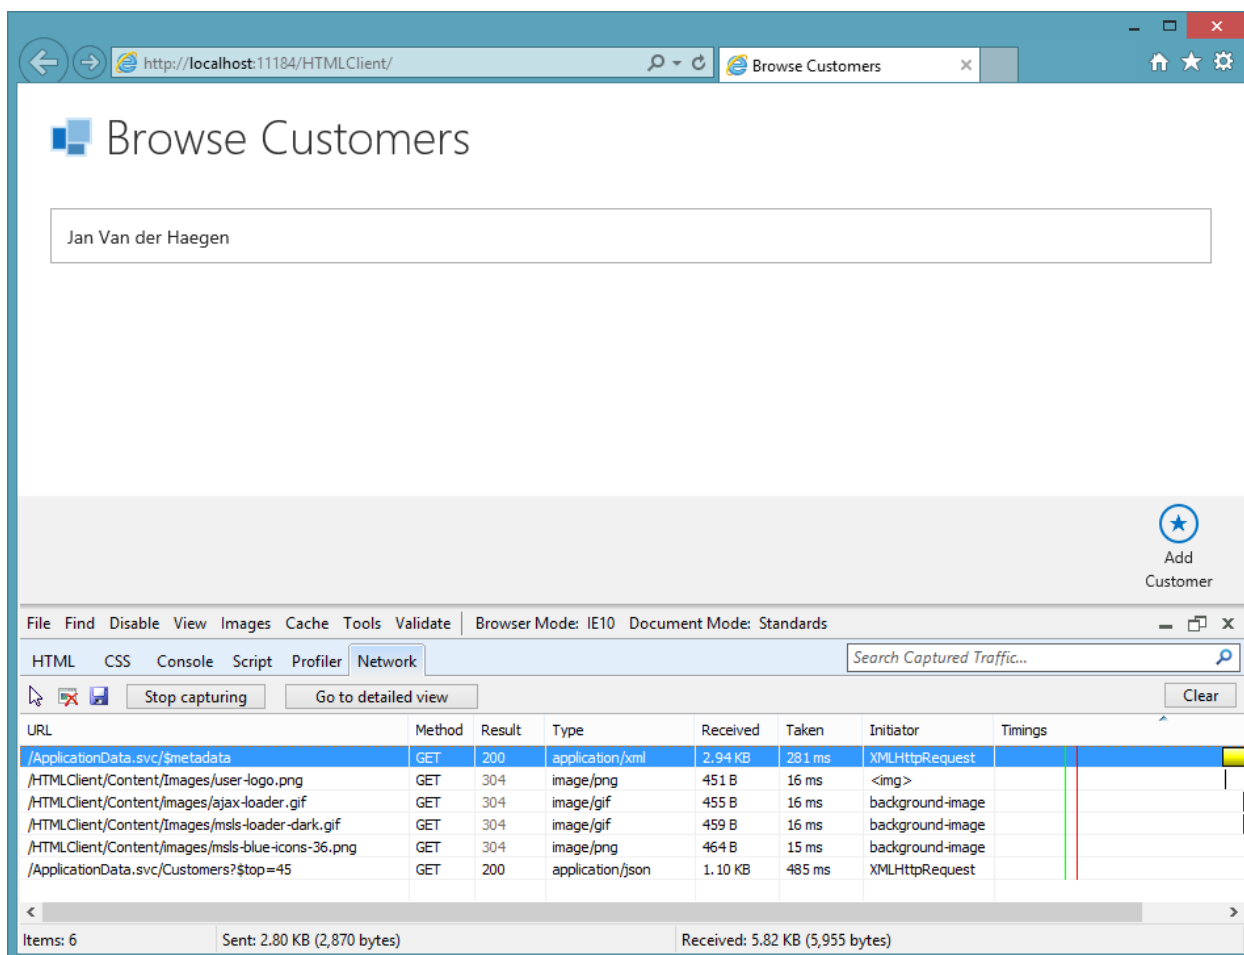 http://localhost:11184/HTMLClient/
Browse Customers
Browse Customers
Jan Van der Haegen
Add
Customer
File Find Disable View Images Cache Tools Validate Browser Mode: IE10 Document Mode: Standards
HTML CSS Console Script Profiler Network Search Captured Traffic...
Stop capturing Go to detailed view Clear
URL Method Result Type Received Taken Initiator Timings
/ApplicationData.svc/$metadata GET 200 application/xml 2.94 KB 281 ms XMLHttpRequest
/HTMLClient/Content/Images/user-logo.png GET 304 image/png 451 B 16 ms <img>
/HTMLClient/Content/images/ajax-loader.gif GET 304 image/gif 455 B 16 ms background-image
/HTMLClient/Content/Images/msls-loader-dark.gif GET 304 image/gif 459 B 16 ms background-image
/HTMLClient/Content/images/msls-blue-icons-36.png GET 304 image/png 464 B 15 ms background-image
/ApplicationData.svc/Customers?$top=45 GET 200 application/json 1.10 KB 485 ms XMLHttpRequest
Items: 6 Sent: 2.80 KB (2,870 bytes) Received: 5.82 KB (5,955 bytes)